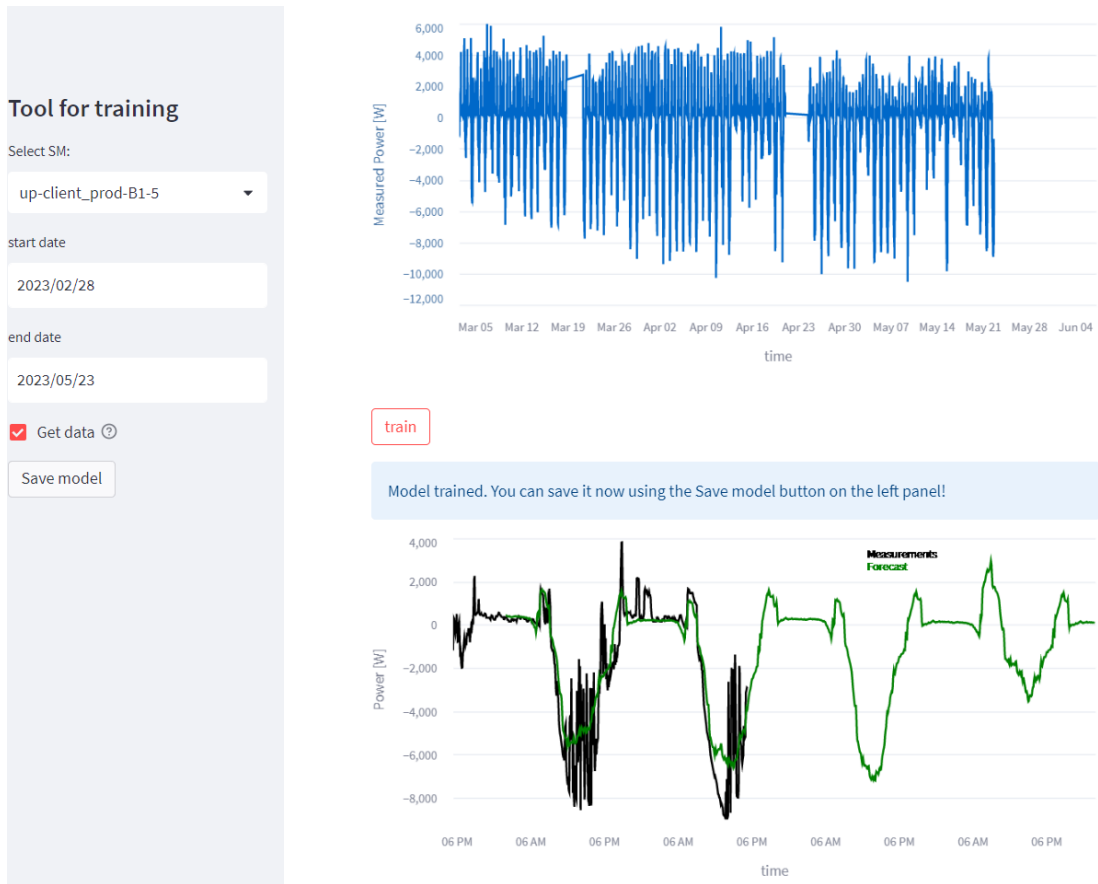 Tool for training
Select SM:
up-client_prod-B1-5
start date
2023/02/28
end date
2023/05/23
Get data
Save model
6,000
4,000
2,000
0
−2,000
−4,000
−6,000
−8,000
−10,000
−12,000
Measured Power [W]
Mar 05 Mar 12 Mar 19 Mar 26 Apr 02 Apr 09 Apr 16 Apr 23 Apr 30 May 07 May 14 May 21 May 28 Jun 04
time
train
Model trained. You can save it now using the Save model button on the left panel!
4,000
2,000
0
−2,000
−4,000
−6,000
−8,000
Power [W]
Measurements
Forecast
06 PM 06 AM 06 PM 06 AM 06 PM 06 AM 06 PM 06 AM 06 PM
time